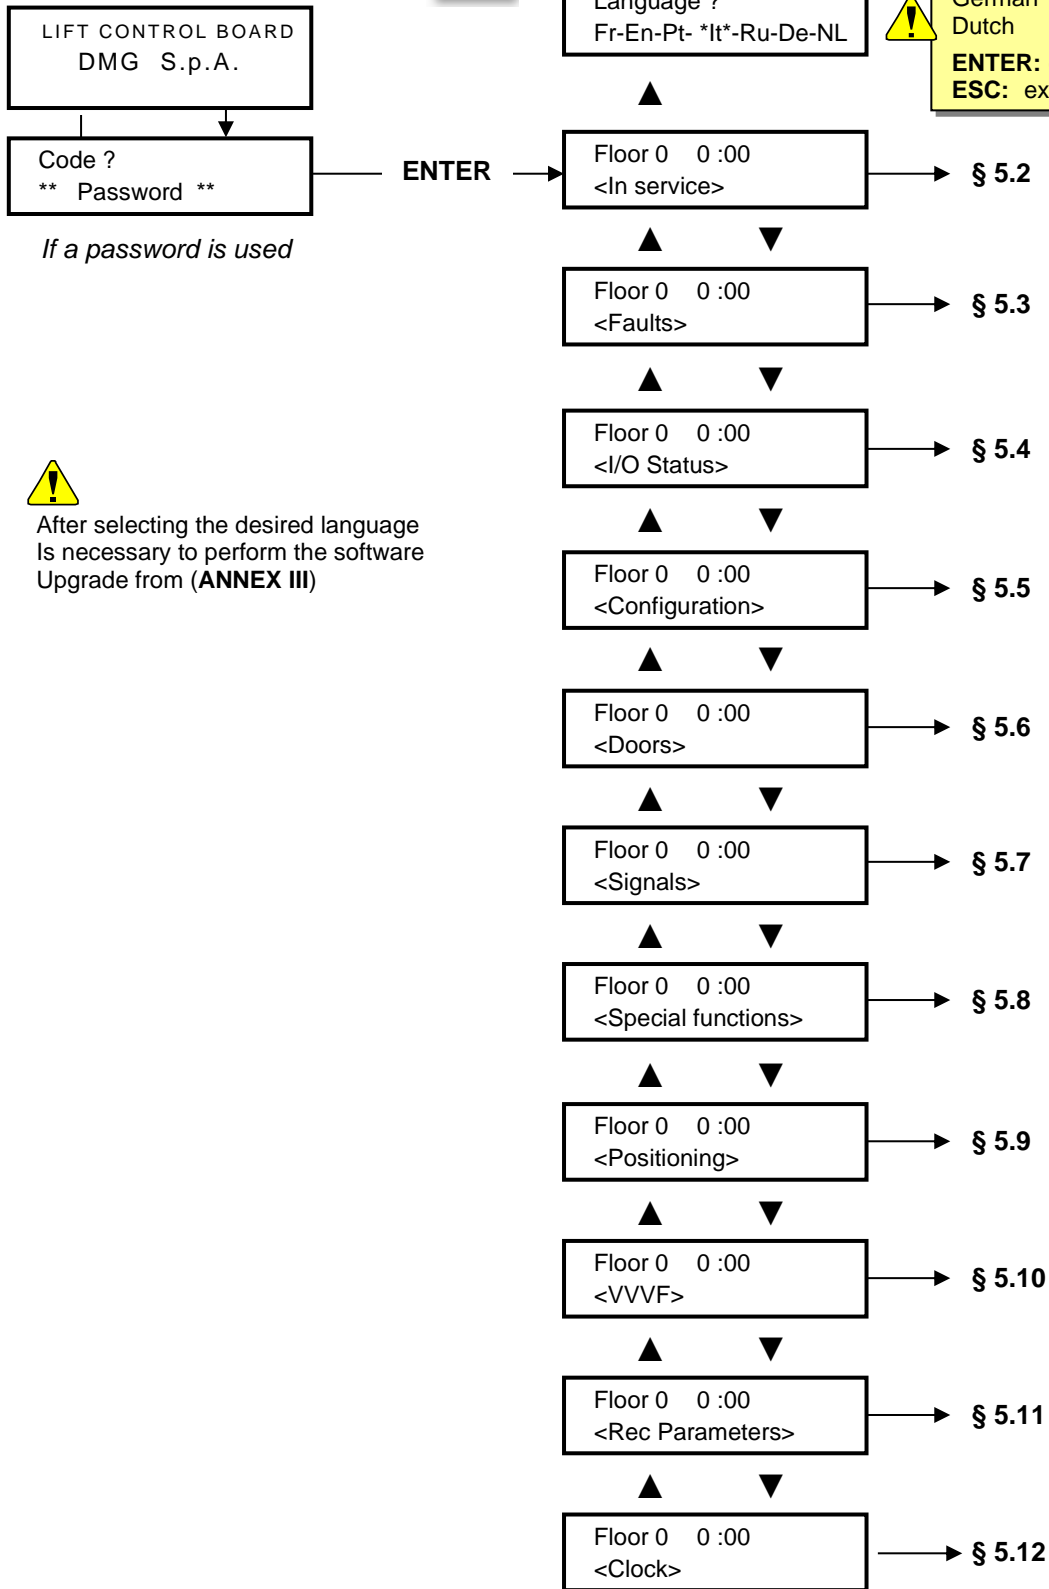 Language ?
Fr-En-Pt- *It*-Ru-De-NL
German
Dutch
ENTER:
ESC: ex
LIFT CONTROL BOARD
DMG S.p.A.
Code ?
** Password **
If a password is used
ENTER
Floor 0 0 :00
<In service>
§ 5.2
Floor 0 0 :00
<Faults>
§ 5.3
Floor 0 0 :00
<I/O Status>
§ 5.4
After selecting the desired language
Is necessary to perform the software
Upgrade from (ANNEX III)
Floor 0 0 :00
<Configuration>
§ 5.5
Floor 0 0 :00
<Doors>
§ 5.6
Floor 0 0 :00
<Signals>
§ 5.7
Floor 0 0 :00
<Special functions>
§ 5.8
Floor 0 0 :00
<Positioning>
§ 5.9
Floor 0 0 :00
<VVVF>
§ 5.10
Floor 0 0 :00
<Rec Parameters>
§ 5.11
Floor 0 0 :00
<Clock>
§ 5.12